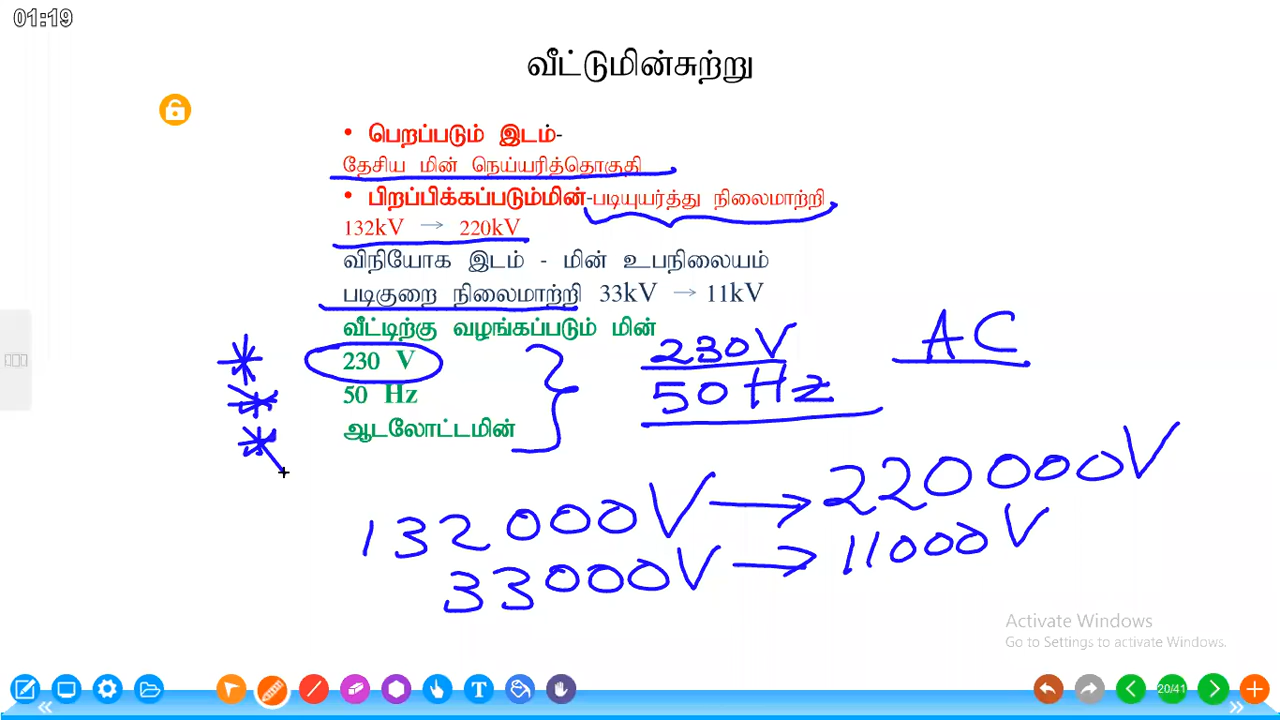 01:19
வீட்டுமின்சுற்று
• பெறப்படும் இடம்-
தேசிய மின் நெய்யரித்தொகுதி
• பிறப்பிக்கப்படும்மின்-படியுயர்த்து நிலைமாற்றி
132kV → 220kV
விநியோக இடம் - மின் உபநிலையம்
படிகுறை நிலைமாற்றி 33kV → 11kV
வீட்டிற்கு வழங்கப்படும் மின்
230 V
50 Hz
ஆடலோட்டமின்
230V
50 Hz
AC
132000V → 220000V
33000V → 11000V
Activate Windows
Go to Settings to activate Windows.
20/41